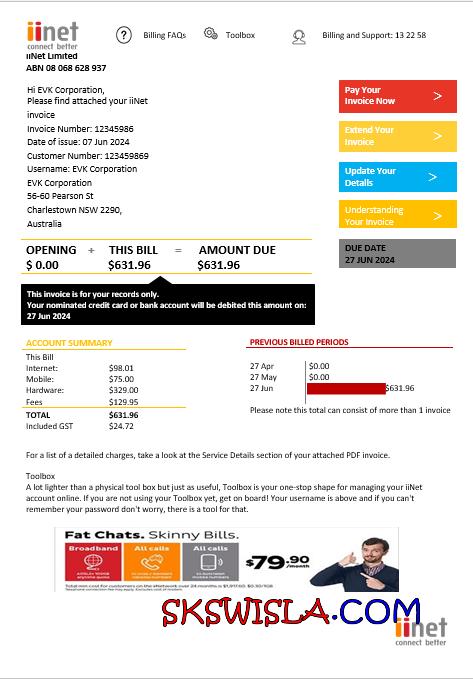 iinet
connect better
Billing FAQs
Toolbox
Billing and Support: 13 22 58
iiNet Limited
ABN 08 068 628 937
Hi EVK Corporation,
Please find attached your iiNet
invoice
Invoice Number: 12345986
Date of issue: 07 Jun 2024
Customer Number: 123459869
Username: EVK Corporation
EVK Corporation
56-60 Pearson St
Charlestown NSW 2290,
Australia
Pay Your
Invoice Now >
Extend Your
Invoice >
Update Your
Details >
Understanding
Your Invoice >
DUE DATE
27 JUN 2024
OPENING + THIS BILL = AMOUNT DUE
$ 0.00 $631.96 $631.96
This invoice is for your records only.
Your nominated credit card or bank account will be debited this amount on:
27 Jun 2024
ACCOUNT SUMMARY
This Bill
Internet: $98.01
Mobile: $75.00
Hardware: $329.00
Fees $129.95
TOTAL $631.96
Included GST $24.72
PREVIOUS BILLED PERIODS
27 Apr $0.00
27 May $0.00
27 Jun $631.96
Please note this total can consist of more than 1 invoice
For a list of detailed charges, take a look at the Service Details section of your attached PDF invoice.
Toolbox
A lot lighter than a physical tool box but just as useful, Toolbox is your one-stop shape for managing your iiNet
account online. If you are not using your Toolbox yet, get on board! Your username is above and if you can't
remember your password don't worry, there is a tool for that.
Fat Chats. Skinny Bills.
Broadband
All calls
All calls
$79.90
/month
SKSWISLA.COM
iinet
connect better